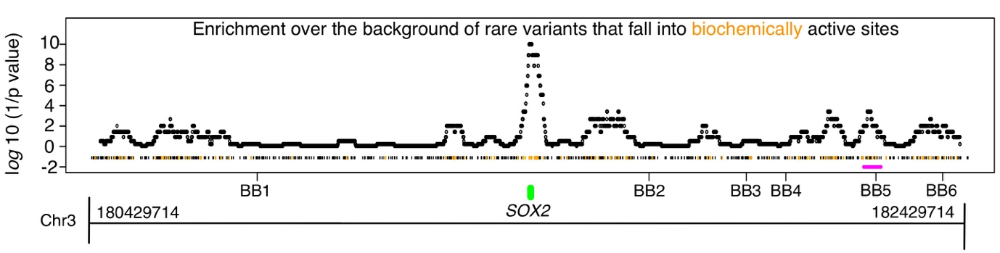 Enrichment over the background of rare variants that fall into biochemically active sites
log 10 (1/p value)
10
8
6
4
2
0
-2
BB1 BB2 BB3 BB4 BB5 BB6
SOX2
180429714 182429714
Chr3